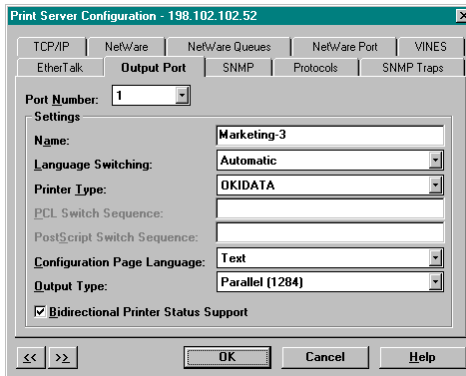 Print Server Configuration - 198.102.102.52
TCP/IP NetWare NetWare Queues NetWare Port VINES
EtherTalk Output Port SNMP Protocols SNMP Traps
Port Number: 1
Settings
Name: Marketing-3
Language Switching: Automatic
Printer Type: OKIDATA
PCL Switch Sequence:
PostScript Switch Sequence:
Configuration Page Language: Text
Output Type: Parallel (1284)
Bidirectional Printer Status Support
<< >> OK Cancel Help